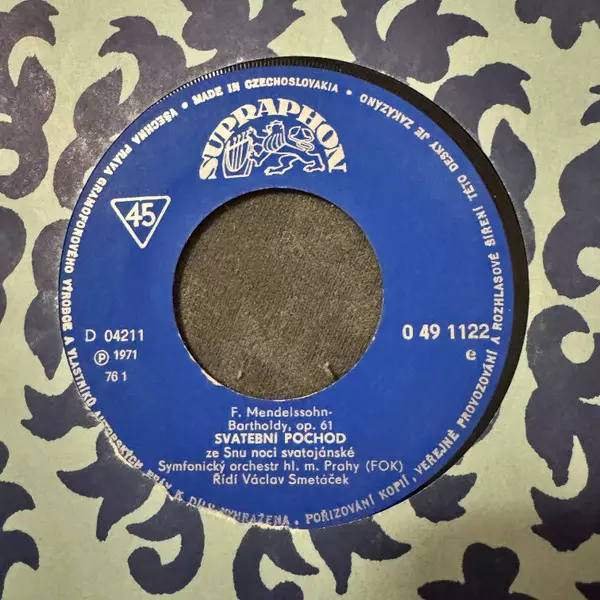 VŠECHNA PRÁVA GRAMOFONOVÉHO VÝROBCE A VLASTNÍKŮ AUTORSKÝCH PRÁV K DÍLU VYHRAŽENA · POŘIZOVÁNÍ KOPIÍ, VEŘEJNÉ PROVOZOVÁNÍ A ROZHLASOVÉ ŠÍŘENÍ TÉTO DESKY JE ZAKÁZÁNO ·
MADE IN CZECHOSLOVAKIA ·
SUPRAPHON
45
D 04211
Ⓟ 1971
76 1
0 49 1122
e
F. Mendelssohn-
Bartholdy, op. 61
SVATEBNÍ POCHOD
ze Snu noci svatojánské
Symfonický orchestr hl. m. Prahy (FOK)
Řídí Václav Smetáček